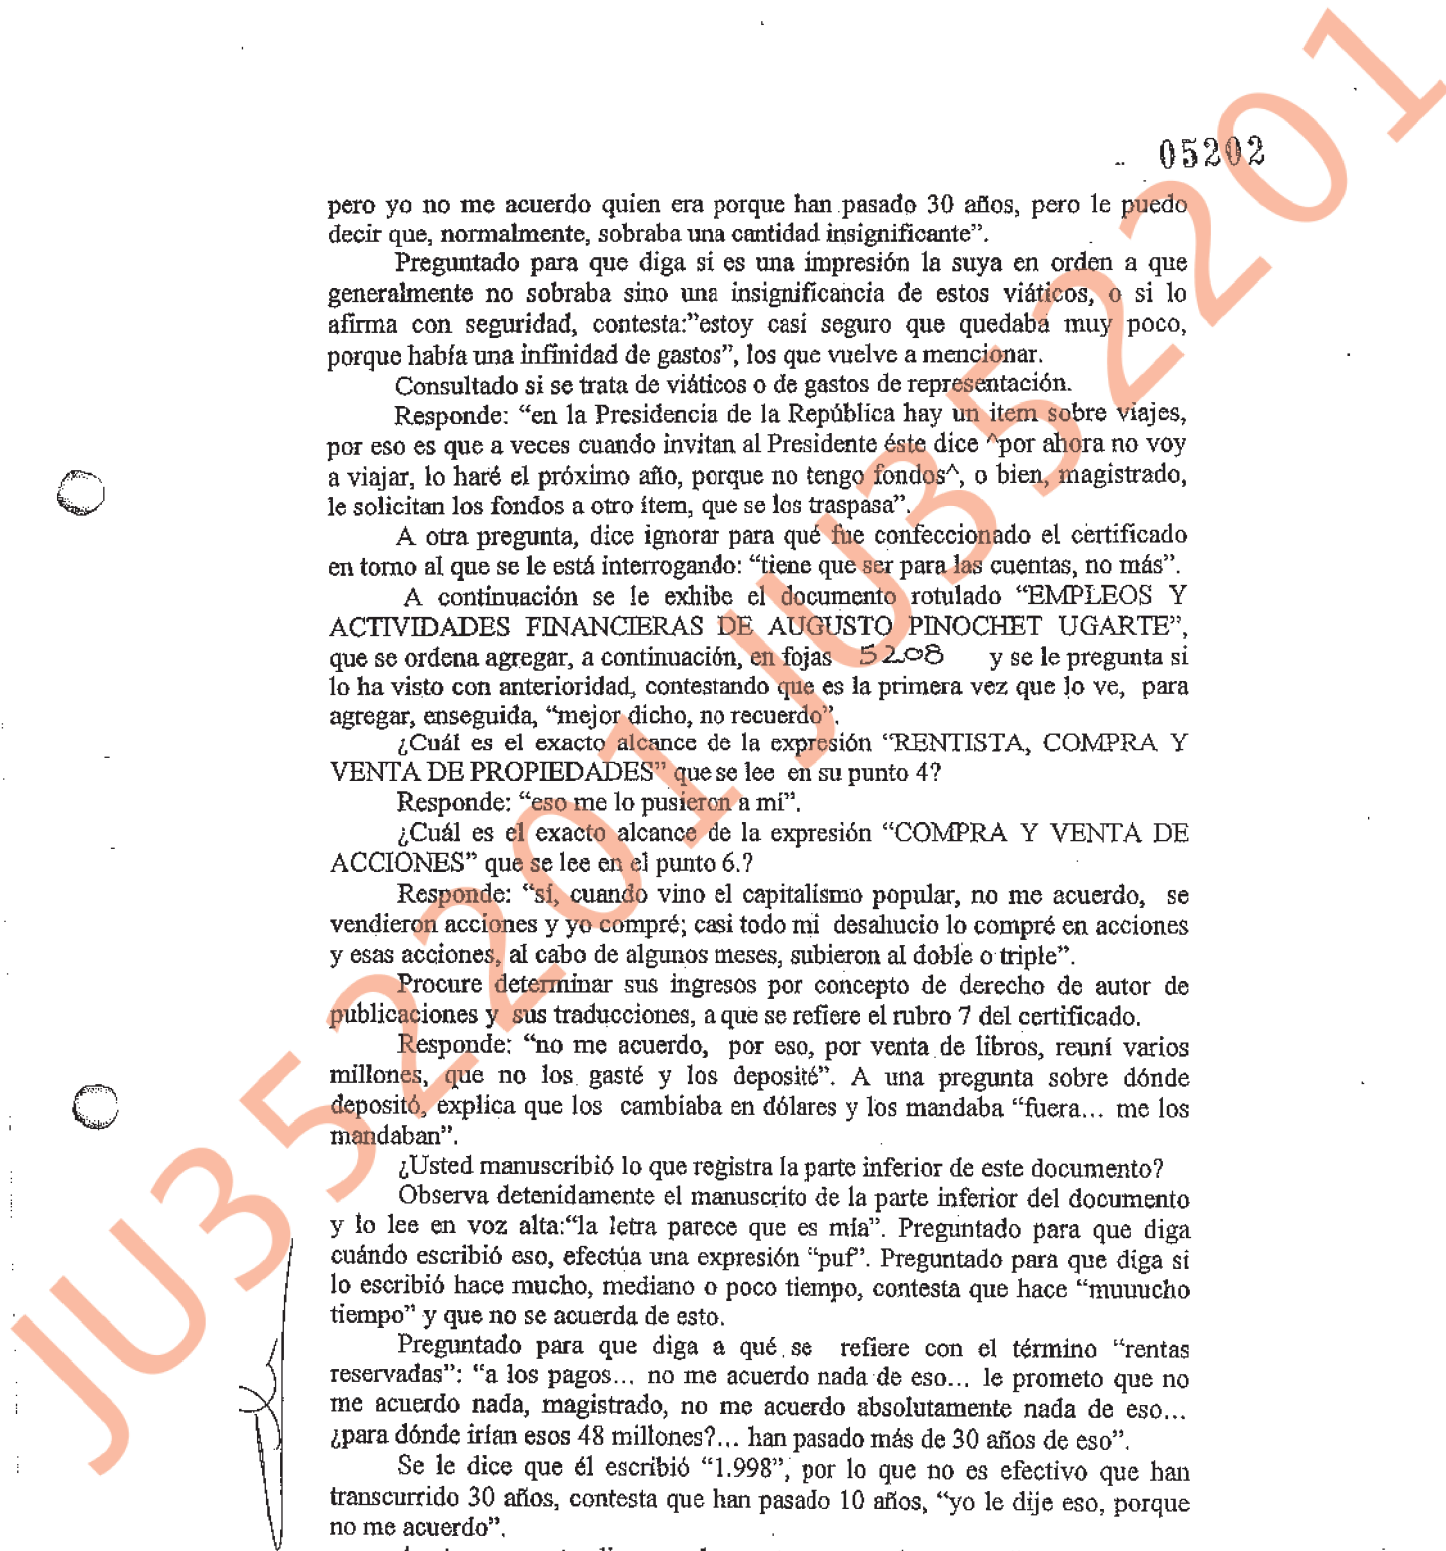 05202
pero yo no me acuerdo quien era porque han pasado 30 años, pero le puedo
decir que, normalmente, sobraba una cantidad insignificante”.
Preguntado para que diga si es una impresión la suya en orden a que
generalmente no sobraba sino una insignificancia de estos viáticos, o si lo
afirma con seguridad, contesta:”estoy casi seguro que quedaba muy poco,
porque había una infinidad de gastos”, los que vuelve a mencionar.
Consultado si se trata de viáticos o de gastos de representación.
Responde: “en la Presidencia de la República hay un item sobre viajes,
por eso es que a veces cuando invitan al Presidente éste dice ^por ahora no voy
a viajar, lo haré el próximo año, porque no tengo fondos^, o bien, magistrado,
le solicitan los fondos a otro ítem, que se los traspasa”.
A otra pregunta, dice ignorar para qué fue confeccionado el certificado
en torno al que se le está interrogando: “tiene que ser para las cuentas, no más”.
A continuación se le exhibe el documento rotulado “EMPLEOS Y
ACTIVIDADES FINANCIERAS DE AUGUSTO PINOCHET UGARTE”,
que se ordena agregar, a continuación, en fojas 5208 y se le pregunta si
lo ha visto con anterioridad, contestando que es la primera vez que lo ve, para
agregar, enseguida, “mejor dicho, no recuerdo”.
¿Cuál es el exacto alcance de la expresión “RENTISTA, COMPRA Y
VENTA DE PROPIEDADES” que se lee en su punto 4?
Responde: “eso me lo pusieron a mí”.
¿Cuál es el exacto alcance de la expresión “COMPRA Y VENTA DE
ACCIONES” que se lee en el punto 6.?
Responde: “sí, cuando vino el capitalismo popular, no me acuerdo, se
vendieron acciones y yo compré; casi todo mi desahucio lo compré en acciones
y esas acciones, al cabo de algunos meses, subieron al doble o triple”.
Procure determinar sus ingresos por concepto de derecho de autor de
publicaciones y sus traducciones, a que se refiere el rubro 7 del certificado.
Responde: “no me acuerdo, por eso, por venta de libros, reuní varios
millones, que no los gasté y los deposité”. A una pregunta sobre dónde
depositó, explica que los cambiaba en dólares y los mandaba “fuera... me los
mandaban”.
¿Usted manuscribió lo que registra la parte inferior de este documento?
Observa detenidamente el manuscrito de la parte inferior del documento
y lo lee en voz alta:“la letra parece que es mía”. Preguntado para que diga
cuándo escribió eso, efectúa una expresión “puf”. Preguntado para que diga si
lo escribió hace mucho, mediano o poco tiempo, contesta que hace “muuucho
tiempo” y que no se acuerda de esto.
Preguntado para que diga a qué se refiere con el término “rentas
reservadas”: “a los pagos... no me acuerdo nada de eso... le prometo que no
me acuerdo nada, magistrado, no me acuerdo absolutamente nada de eso...
¿para dónde irían esos 48 millones?... han pasado más de 30 años de eso”.
Se le dice que él escribió “1.998”, por lo que no es efectivo que han
transcurrido 30 años, contesta que han pasado 10 años, “yo le dije eso, porque
no me acuerdo”.
JU352201 JU352201